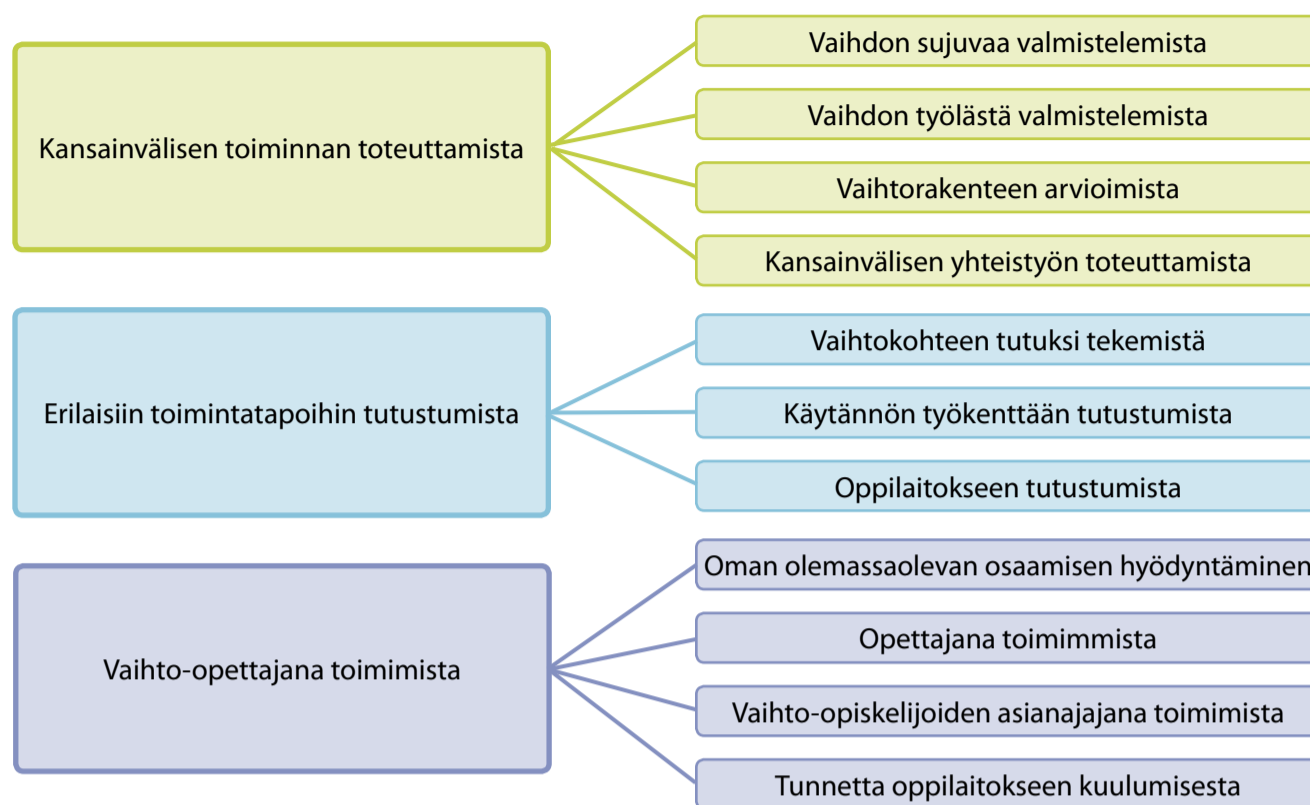 Kansainvälisen toiminnan toteuttamista
Vaihdon sujuvaa valmistelemista
Vaihdon työlästä valmistelemista
Vaihtorakenteen arvioimista
Kansainvälisen yhteistyön toteuttamista
Erilaisiin toimintatapoihin tutustumista
Vaihtokohteen tutuksi tekemistä
Käytännön työkenttään tutustumista
Oppilaitokseen tutustumista
Vaihto-opettajana toimimista
Oman olemassaolevan osaamisen hyödyntäminen
Opettajana toimimmista
Vaihto-opiskelijoiden asianajajana toimimista
Tunnetta oppilaitokseen kuulumisesta